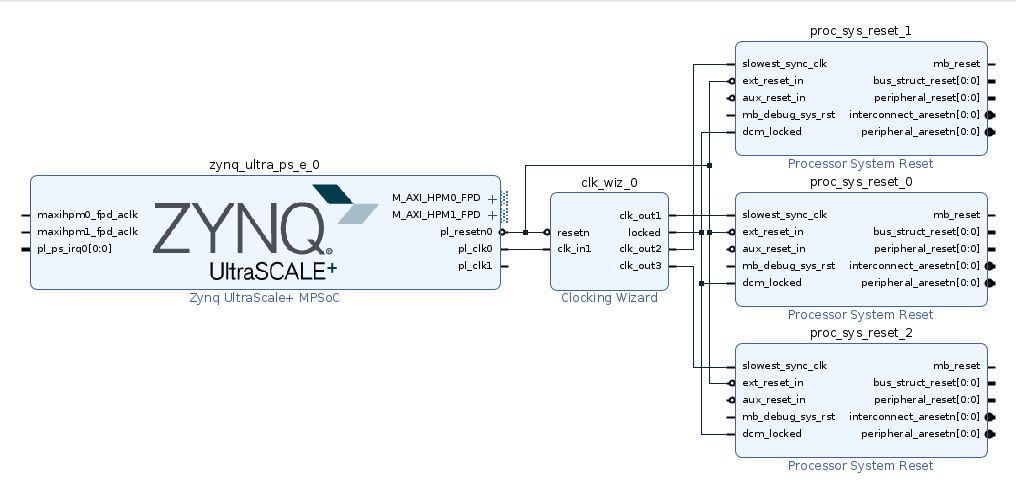 zynq_ultra_ps_e_0
maxihpm0_fpd_aclk
maxihpm1_fpd_aclk
pl_ps_irq0[0:0]
ZYNQ
UltraSCALE+
M_AXI_HPM0_FPD
M_AXI_HPM1_FPD
pl_resetn0
pl_clk0
pl_clk1
Zynq UltraScale+ MPSoC
clk_wiz_0
resetn
clk_in1
clk_out1
locked
clk_out2
clk_out3
Clocking Wizard
proc_sys_reset_1
slowest_sync_clk
ext_reset_in
aux_reset_in
mb_debug_sys_rst
dcm_locked
mb_reset
bus_struct_reset[0:0]
peripheral_reset[0:0]
interconnect_aresetn[0:0]
peripheral_aresetn[0:0]
Processor System Reset
proc_sys_reset_0
slowest_sync_clk
ext_reset_in
aux_reset_in
mb_debug_sys_rst
dcm_locked
mb_reset
bus_struct_reset[0:0]
peripheral_reset[0:0]
interconnect_aresetn[0:0]
peripheral_aresetn[0:0]
Processor System Reset
proc_sys_reset_2
slowest_sync_clk
ext_reset_in
aux_reset_in
mb_debug_sys_rst
dcm_locked
mb_reset
bus_struct_reset[0:0]
peripheral_reset[0:0]
interconnect_aresetn[0:0]
peripheral_aresetn[0:0]
Processor System Reset